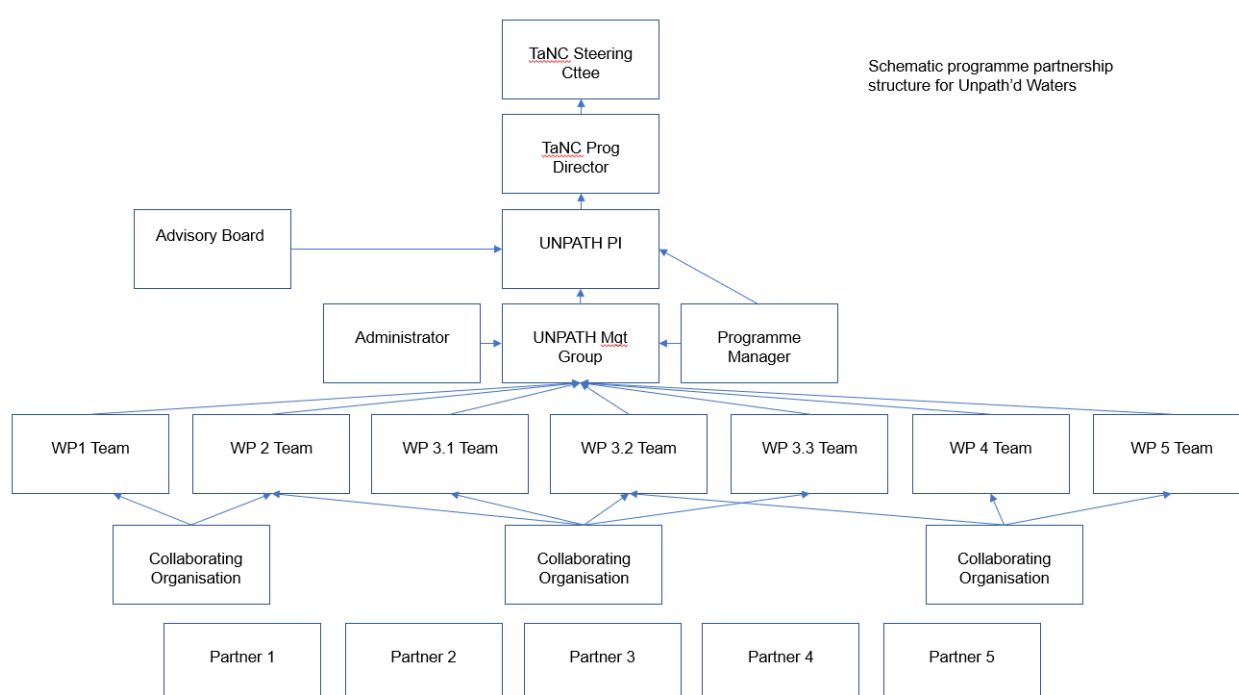 TaNC Steering
Cttee
Schematic programme partnership
structure for Unpath'd Waters
TaNC Prog
Director
Advisory Board
UNPATH PI
Administrator
UNPATH Mgt
Group
Programme
Manager
WP1 Team
WP 2 Team
WP 3.1 Team
WP 3.2 Team
WP 3.3 Team
WP 4 Team
WP 5 Team
Collaborating
Organisation
Collaborating
Organisation
Collaborating
Organisation
Partner 1
Partner 2
Partner 3
Partner 4
Partner 5